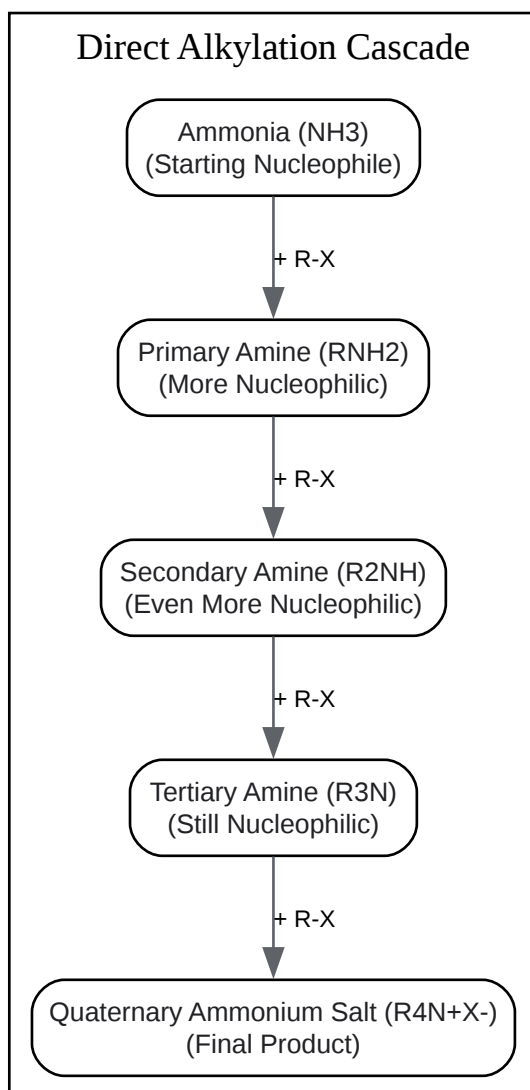 Direct Alkylation Cascade
Ammonia (NH3)
(Starting Nucleophile)
+ R-X
Primary Amine (RNH2)
(More Nucleophilic)
+ R-X
Secondary Amine (R2NH)
(Even More Nucleophilic)
+ R-X
Tertiary Amine (R3N)
(Still Nucleophilic)
+ R-X
Quaternary Ammonium Salt (R4N+X-)
(Final Product)